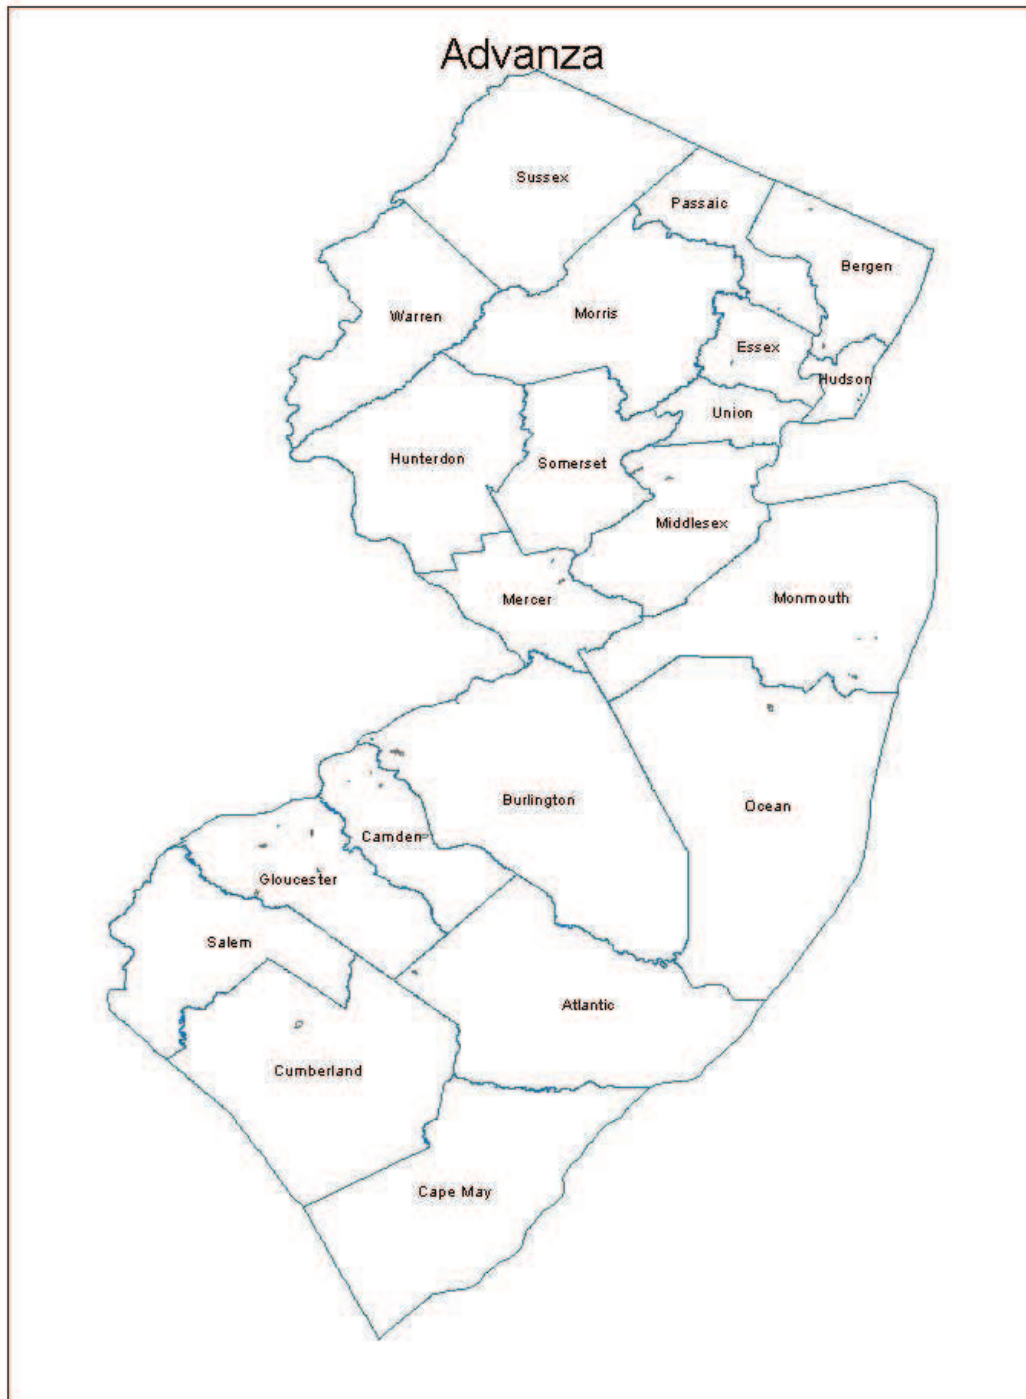 Advanza
Sussex
Passaic
Bergen
Warren
Morris
Essex
Hudson
Union
Hunterdon
Somerset
Middlesex
Mercer
Monmouth
Burlington
Ocean
Camden
Gloucester
Salem
Atlantic
Cumberland
Cape May